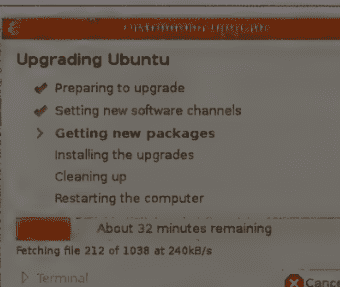 Upgrading Ubuntu
Preparing to upgrade
Setting new software channels
Getting new packages
Installing the upgrades
Cleaning up
Restarting the computer
About 32 minutes remaining
Fetching file 212 of 1038 at 240kB/s
Terminal